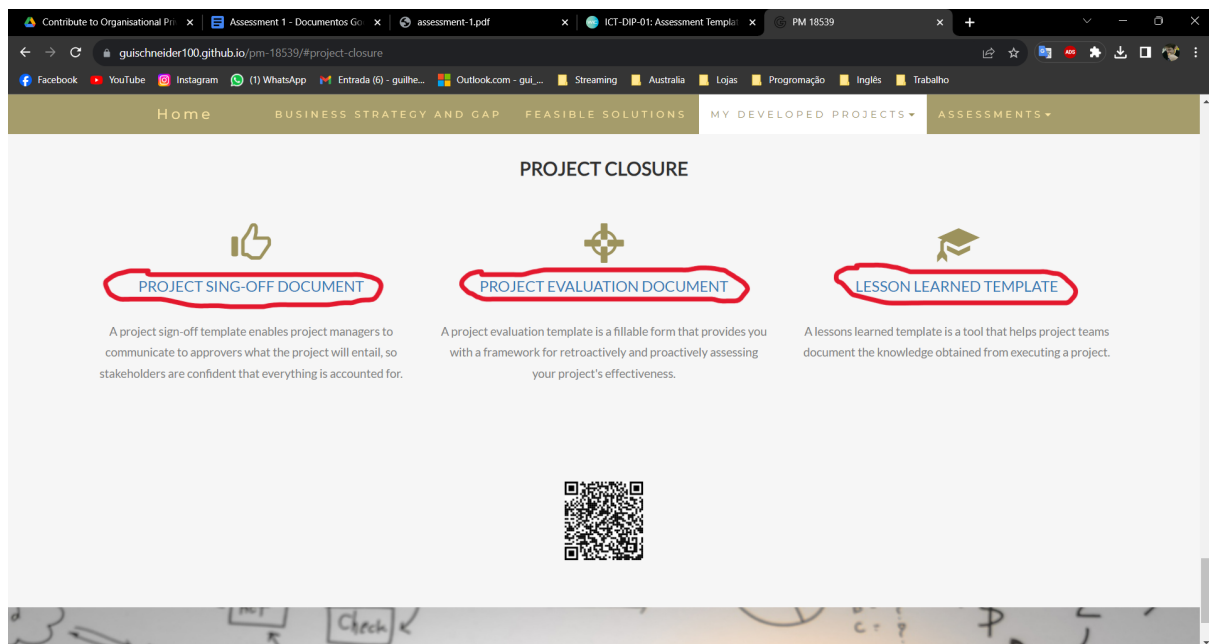 Contribute to Organisational Pri
Assessment 1 - Documentos Go
assessment-1.pdf
ICT-DIP-01: Assessment Templat
PM 18539
guischneider100.github.io/pm-18539/#project-closure
Facebook
YouTube
Instagram
(1) WhatsApp
Entrada (6) - guilhe...
Outlook.com - gui_...
Streaming
Australia
Lojas
Progromação
Inglês
Trabalho
Home
BUSINESS STRATEGY AND GAP
FEASIBLE SOLUTIONS
MY DEVELOPED PROJECTS
ASSESSMENTS
PROJECT CLOSURE
PROJECT SING-OFF DOCUMENT
A project sign-off template enables project managers to
communicate to approvers what the project will entail, so
stakeholders are confident that everything is accounted for.
PROJECT EVALUATION DOCUMENT
A project evaluation template is a fillable form that provides you
with a framework for retroactively and proactively assessing
your project's effectiveness.
LESSON LEARNED TEMPLATE
A lessons learned template is a tool that helps project teams
document the knowledge obtained from executing a project.
Check
c = ?